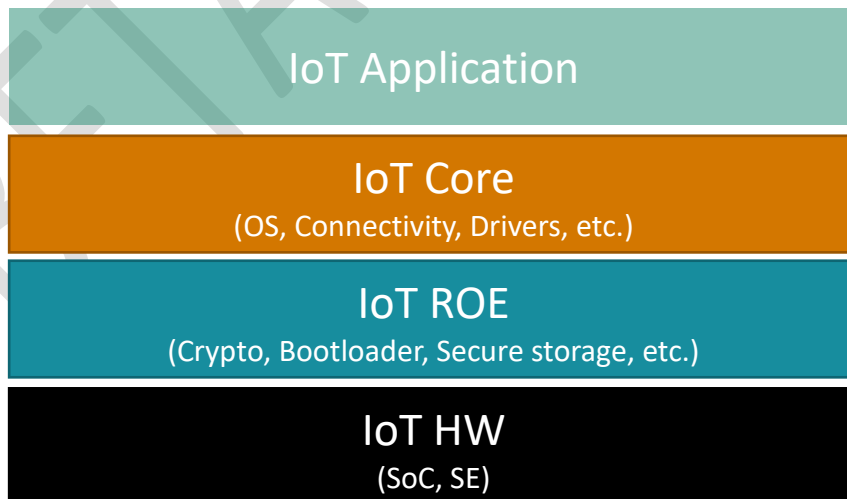 IoT Application
IoT Core
(OS, Connectivity, Drivers, etc.)
IoT ROE
(Crypto, Bootloader, Secure storage, etc.)
IoT HW
(SoC, SE)